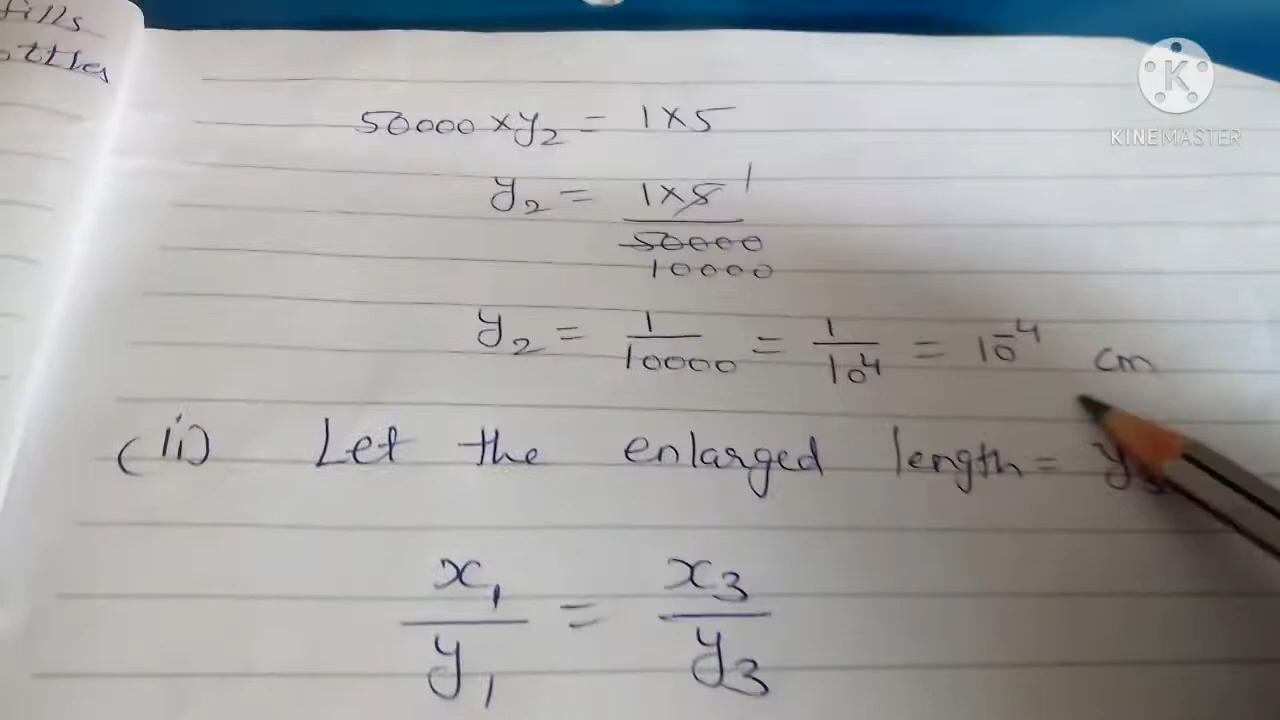 fills
ottles
K
KINEMASTER
50000 × y₂ = 1 × 5
y₂ = 1 × 5 1
50000
10000
y₂ = 1/10000 = 1/10⁴ = 10⁻⁴ cm
(ii) Let the enlarged length = y₃
x₁/y₁ = x₃/y₃